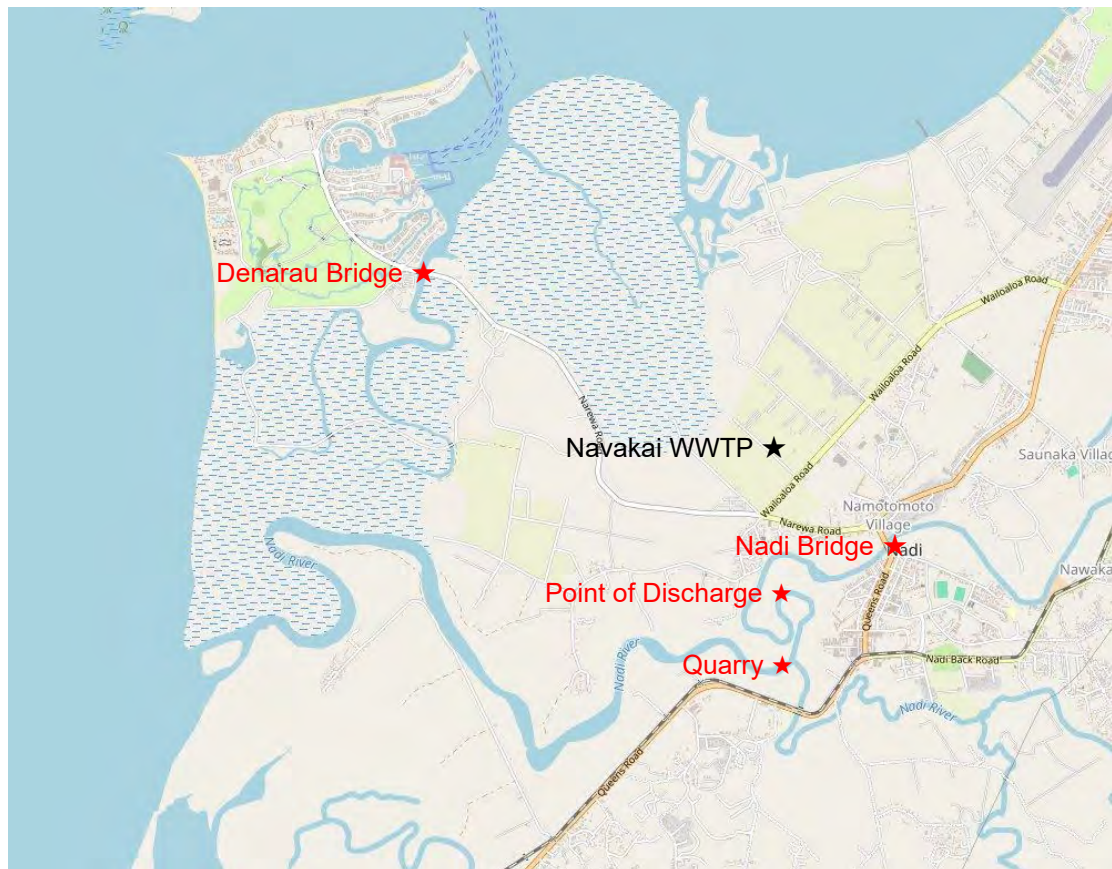 Wailoaloa Road
Denarau Bridge
Wailoaloa Road
Narewa Road
Navakai WWTP
Saunaka Village
Wailoaloa Road
Namotomoto
Village
Narewa Road
Nadi Bridge
Nadi
Nadi River
Nawaka
Point of Discharge
Queens Road
Nadi River
Quarry
Nadi Back Road
Nadi River
Queens Road